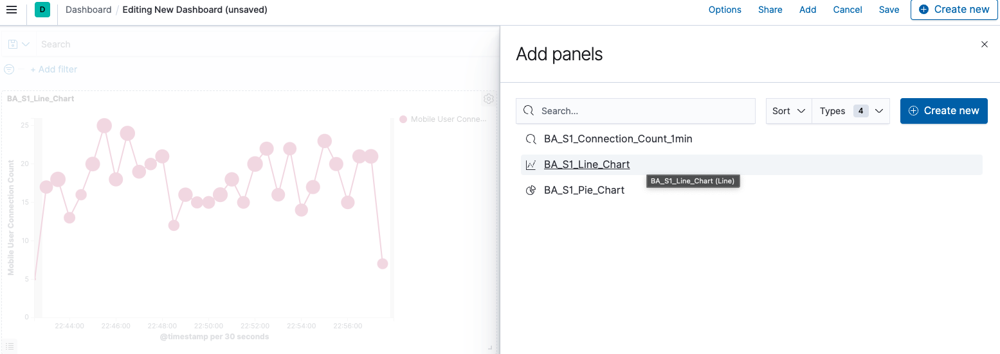 D Dashboard / Editing New Dashboard (unsaved) Options Share Add Cancel Save Create new
Search
+ Add filter
BA_S1_Line_Chart
Mobile User Conne...
Mobile User Connection Count
25
20
15
10
5
0
22:44:00 22:46:00 22:48:00 22:50:00 22:52:00 22:54:00 22:56:00
@timestamp per 30 seconds
Add panels
Search... Sort Types 4 Create new
BA_S1_Connection_Count_1min
BA_S1_Line_Chart
BA_S1_Line_Chart (Line)
BA_S1_Pie_Chart